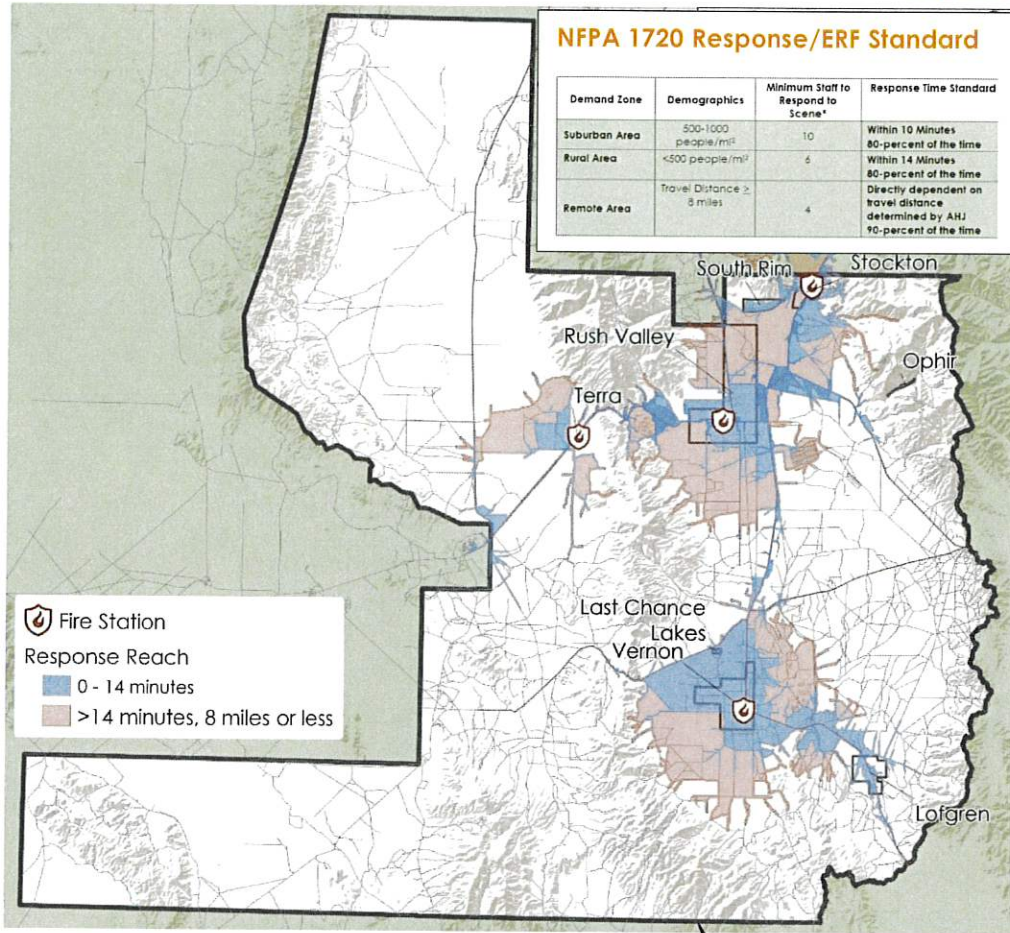 NFPA 1720 Response/ERF Standard
Demand Zone
Demographics
Minimum Staff to
Respond to
Scene*
Response Time Standard
Suburban Area
500-1000
people/mi²
10
Within 10 Minutes
80-percent of the time
Rural Area
<500 people/mi²
6
Within 14 Minutes
80-percent of the time
Remote Area
Travel Distance ≥
8 miles
4
Directly dependent on
travel distance
determined by AHJ
90-percent of the time
South Rim
Stockton
Rush Valley
Ophir
Terra
Last Chance
Lakes
Vernon
Lofgren
Fire Station
Response Reach
0 - 14 minutes
>14 minutes, 8 miles or less